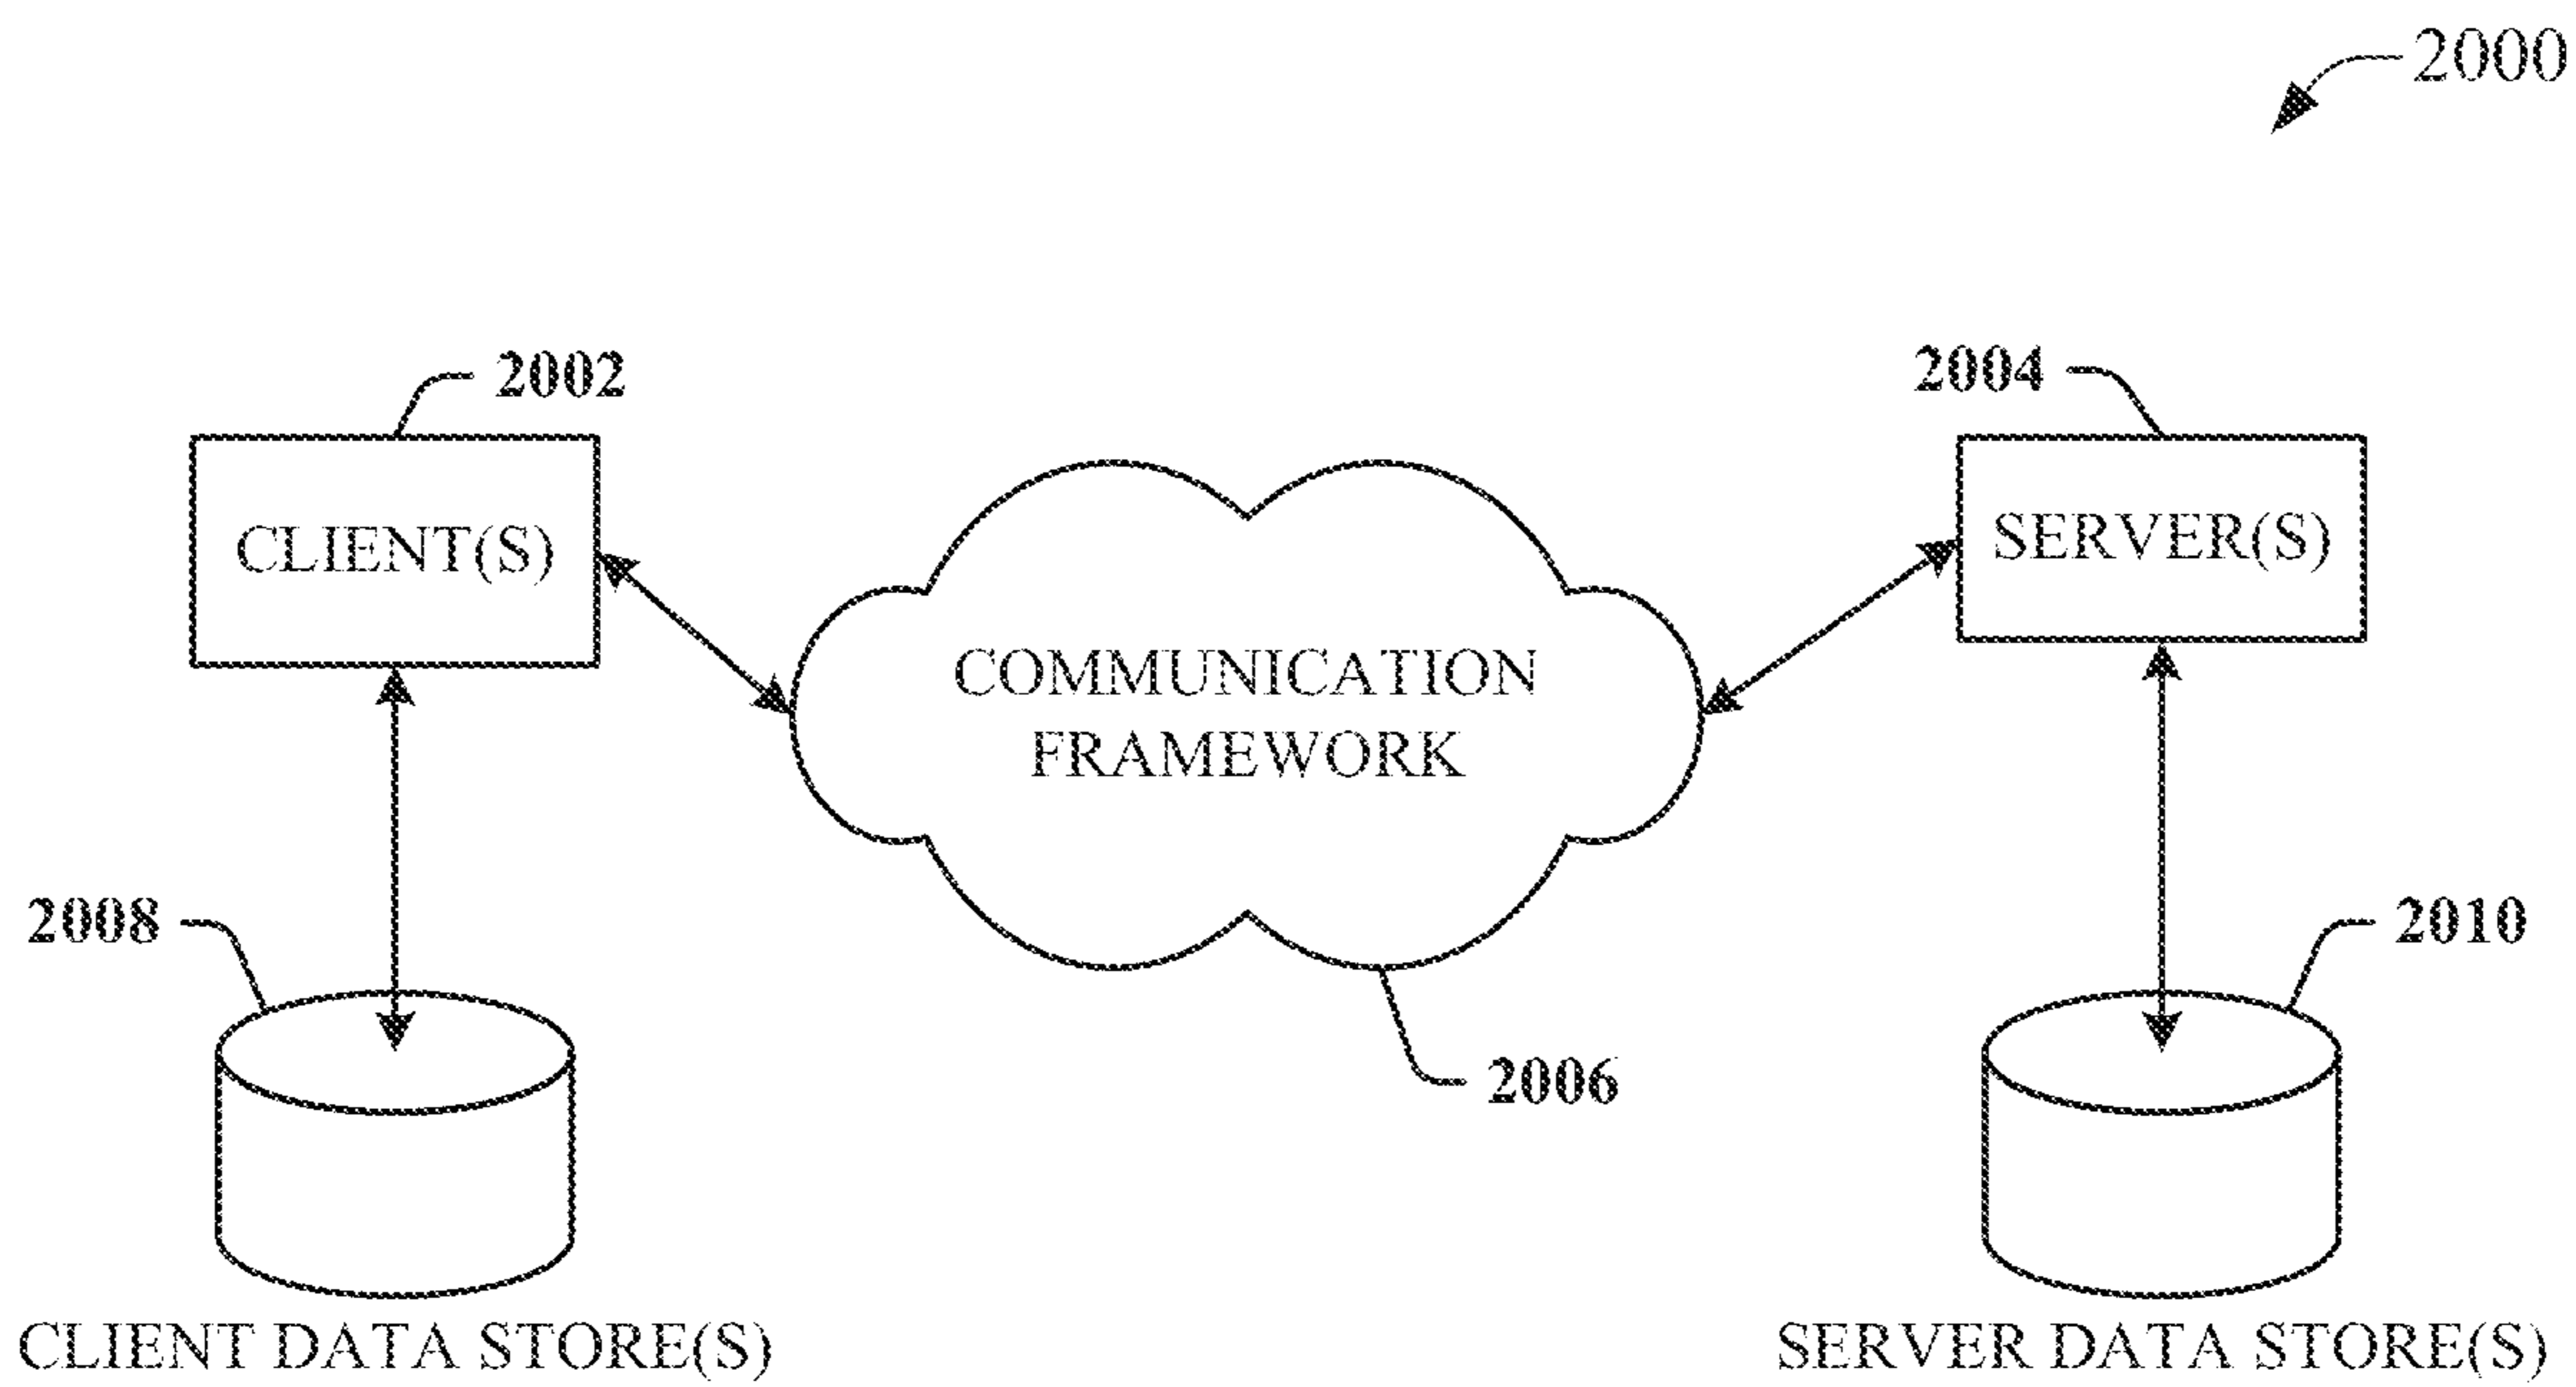 2000
2002
2004
CLIENT(S)
SERVER(S)
COMMUNICATION
FRAMEWORK
2008
2010
2006
CLIENT DATA STORE(S)
SERVER DATA STORE(S)